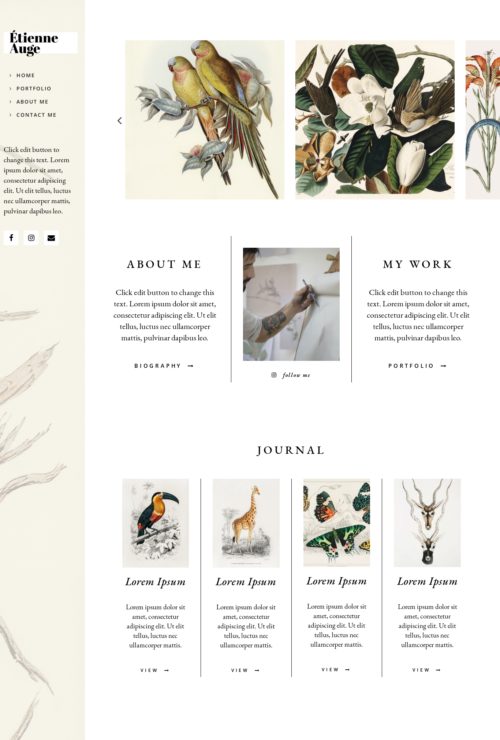 Étienne
Auge
HOME
PORTFOLIO
ABOUT ME
CONTACT ME
Click edit button to
change this text. Lorem
ipsum dolor sit amet,
consectetur adipiscing
elit. Ut elit tellus, luctus
nec ullamcorper mattis,
pulvinar dapibus leo.
ABOUT ME
Click edit button to change this
text. Lorem ipsum dolor sit amet,
consectetur adipiscing elit. Ut elit
tellus, luctus nec ullamcorper
mattis, pulvinar dapibus leo.
BIOGRAPHY
follow me
MY WORK
Click edit button to change this
text. Lorem ipsum dolor sit amet,
consectetur adipiscing elit. Ut elit
tellus, luctus nec ullamcorper
mattis, pulvinar dapibus leo.
PORTFOLIO
JOURNAL
Lorem Ipsum
Lorem ipsum dolor sit
amet, consectetur
adipiscing elit. Ut elit
tellus, luctus nec
ullamcorper mattis.
VIEW
Lorem Ipsum
Lorem ipsum dolor sit
amet, consectetur
adipiscing elit. Ut elit
tellus, luctus nec
ullamcorper mattis.
VIEW
Lorem Ipsum
Lorem ipsum dolor sit
amet, consectetur
adipiscing elit. Ut elit
tellus, luctus nec
ullamcorper mattis.
VIEW
Lorem Ipsum
Lorem ipsum dolor sit
amet, consectetur
adipiscing elit. Ut elit
tellus, luctus nec
ullamcorper mattis.
VIEW